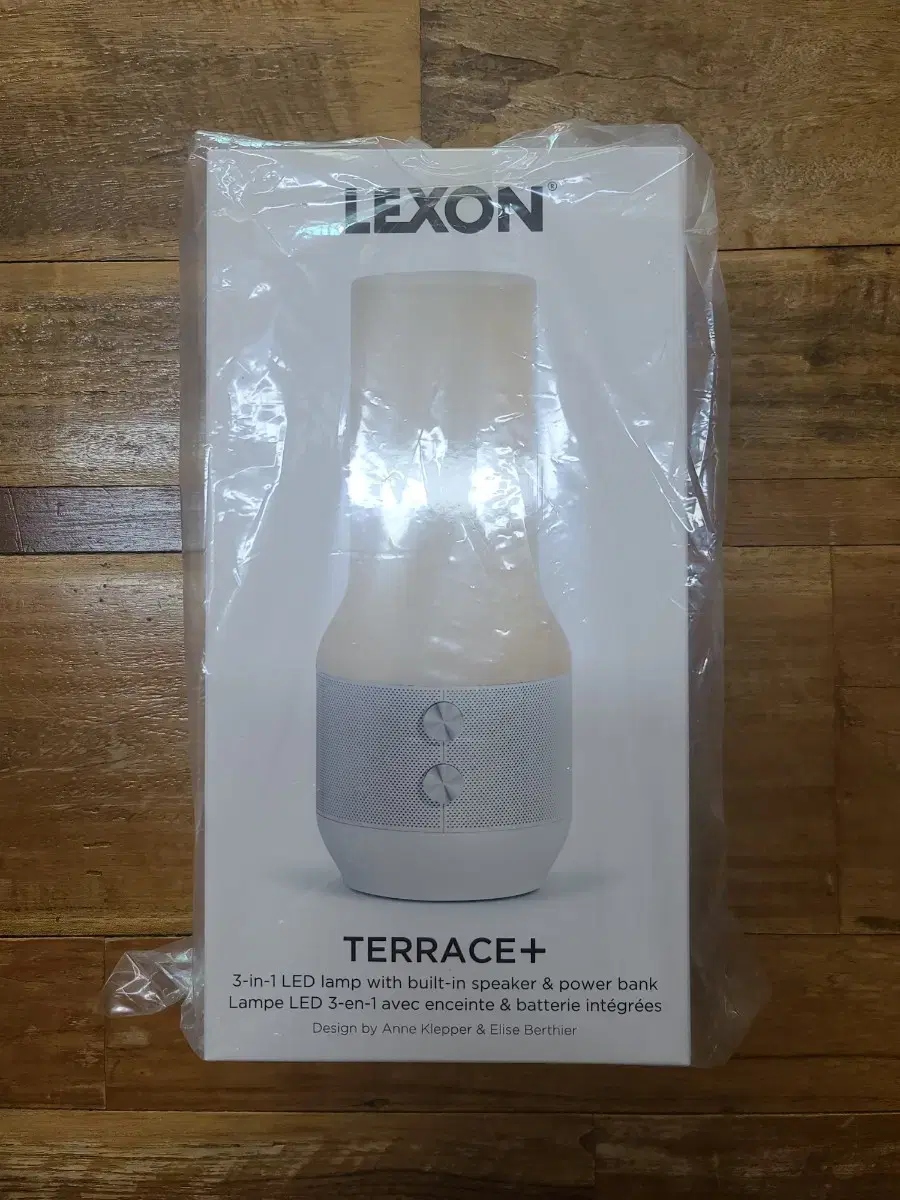 LEXON®
TERRACE+
3-in-1 LED lamp with built-in speaker & power bank
Lampe LED 3-en-1 avec enceinte & batterie intégrées
Design by Anne Klepper & Elise Berthier